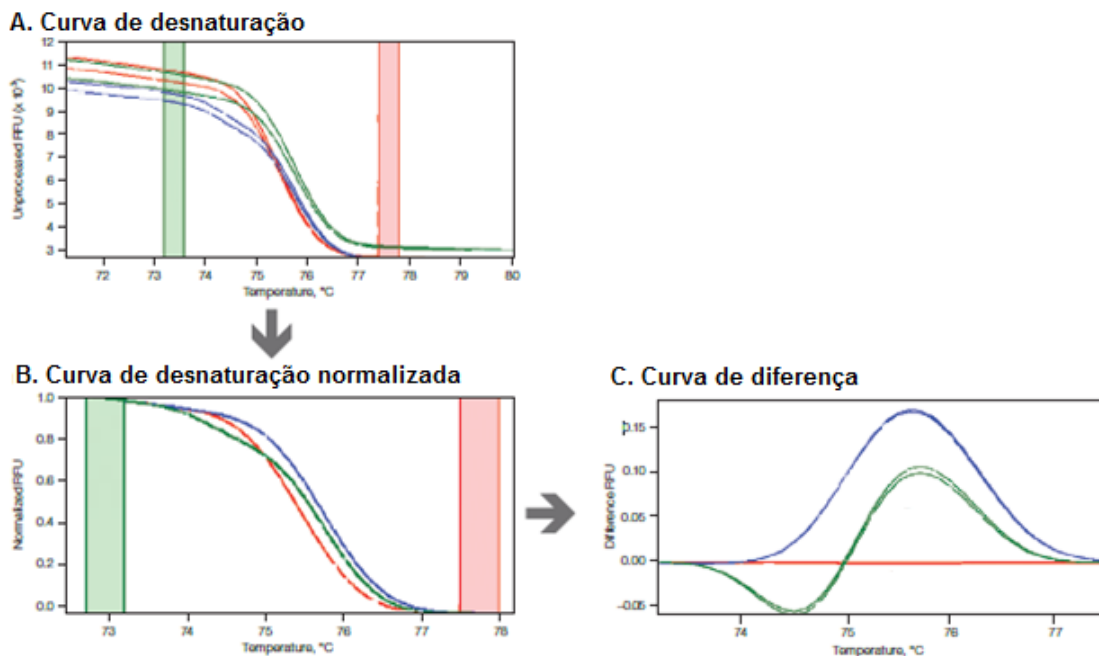 A. Curva de desnaturação
12
11
10
9
8
7
6
5
4
3
Unproceased RFU (x 10⁻³)
72 73 74 75 76 77 78 79 80
Temperature, °C
B. Curva de desnaturação normalizada
1.0
0.8
0.6
0.4
0.2
0.0
Normalized RFU
73 74 75 76 77 78
Temperature, °C
C. Curva de diferença
0.15
0.10
0.05
0.00
-0.05
Difference RFU
74 75 76 77
Temperature, °C